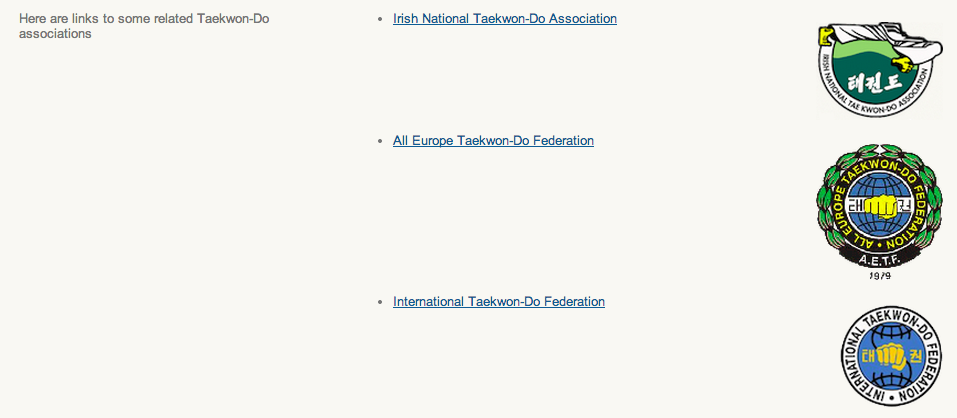 Here are links to some related Taekwon-Do
associations
• Irish National Taekwon-Do Association
태권도
IRISH NATIONAL TAE KWON-DO ASSOCIATION
• All Europe Taekwon-Do Federation
ALL EUROPE TAEKWON-DO FEDERATION
태 권
A.E.T.F.
1979
• International Taekwon-Do Federation
INTERNATIONAL TAEKWON-DO FEDERATION
태 권